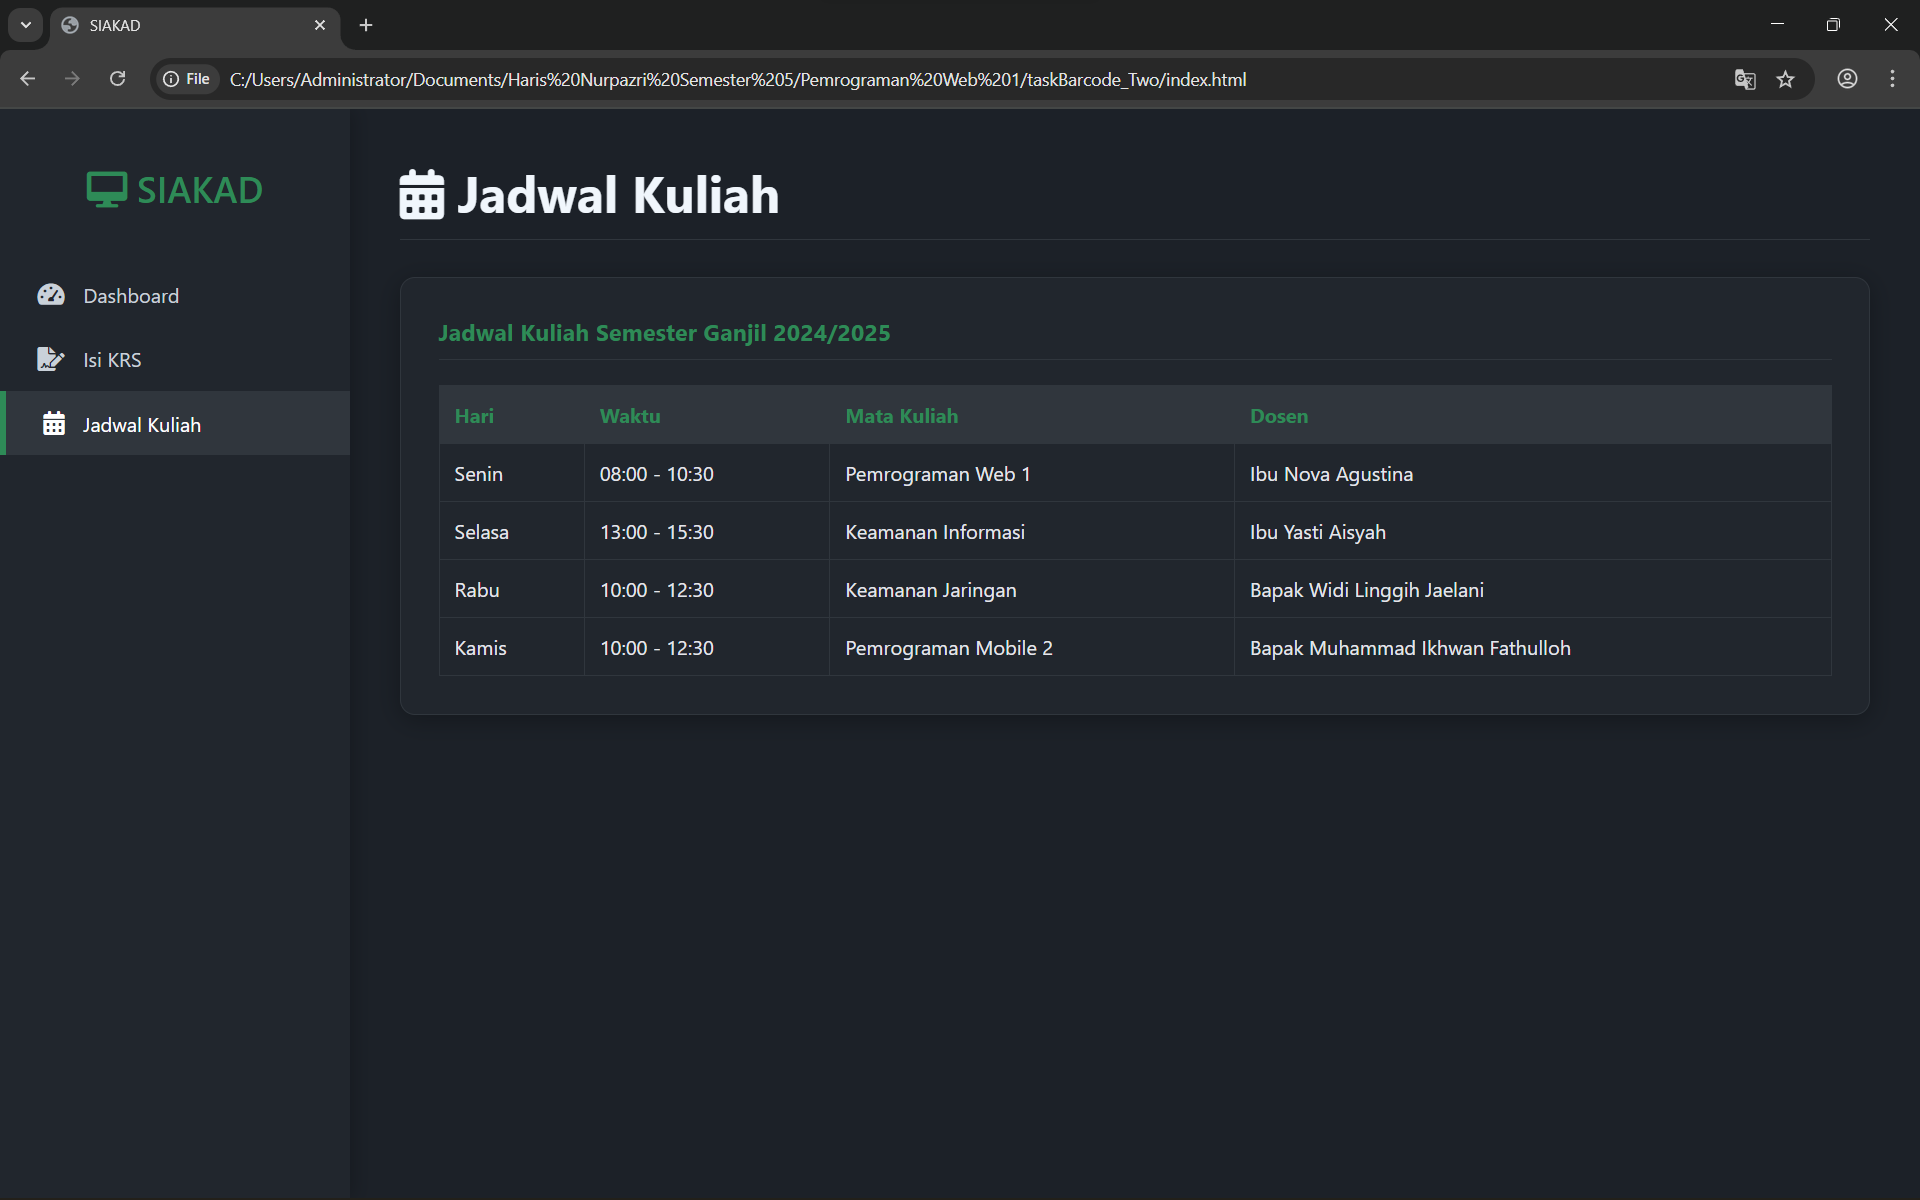 SIAKAD
File
C:/Users/Administrator/Documents/Haris%20Nurpazri%20Semester%205/Pemrograman%20Web%201/taskBarcode_Two/index.html
SIAKAD
Dashboard
Isi KRS
Jadwal Kuliah
Jadwal Kuliah
Jadwal Kuliah Semester Ganjil 2024/2025
Hari Waktu Mata Kuliah Dosen
Senin 08:00 - 10:30 Pemrograman Web 1 Ibu Nova Agustina
Selasa 13:00 - 15:30 Keamanan Informasi Ibu Yasti Aisyah
Rabu 10:00 - 12:30 Keamanan Jaringan Bapak Widi Linggih Jaelani
Kamis 10:00 - 12:30 Pemrograman Mobile 2 Bapak Muhammad Ikhwan Fathulloh